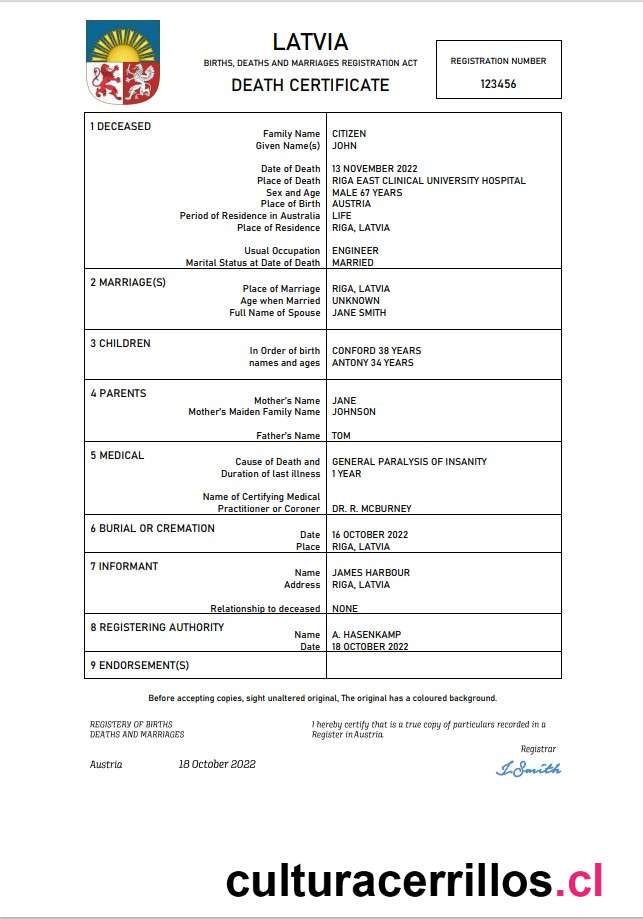 LATVIA
BIRTHS, DEATHS AND MARRIAGES REGISTRATION ACT
DEATH CERTIFICATE
REGISTRATION NUMBER
123456
1 DECEASED
Family Name CITIZEN
Given Name(s) JOHN
Date of Death 13 NOVEMBER 2022
Place of Death RIGA EAST CLINICAL UNIVERSITY HOSPITAL
Sex and Age MALE 67 YEARS
Place of Birth AUSTRIA
Period of Residence in Australia LIFE
Place of Residence RIGA, LATVIA
Usual Occupation ENGINEER
Marital Status at Date of Death MARRIED
2 MARRIAGE(S)
Place of Marriage RIGA, LATVIA
Age when Married UNKNOWN
Full Name of Spouse JANE SMITH
3 CHILDREN
In Order of birth CONFORD 38 YEARS
names and ages ANTONY 34 YEARS
4 PARENTS
Mother's Name JANE
Mother's Maiden Family Name JOHNSON
Father's Name TOM
5 MEDICAL
Cause of Death and GENERAL PARALYSIS OF INSANITY
Duration of last illness 1 YEAR
Name of Certifying Medical
Practitioner or Coroner DR. R. MCBURNEY
6 BURIAL OR CREMATION
Date 16 OCTOBER 2022
Place RIGA, LATVIA
7 INFORMANT
Name JAMES HARBOUR
Address RIGA, LATVIA
Relationship to deceased NONE
8 REGISTERING AUTHORITY
Name A. HASENKAMP
Date 18 OCTOBER 2022
9 ENDORSEMENT(S)
Before accepting copies, sight unaltered original, The original has a coloured background.
REGISTERY OF BIRTHS
DEATHS AND MARRIAGES
I hereby certify that is a true copy of particulars recorded in a
Register in Austria.
Registrar
Austria 18 October 2022
I.Smith
culturacerrillos.cl